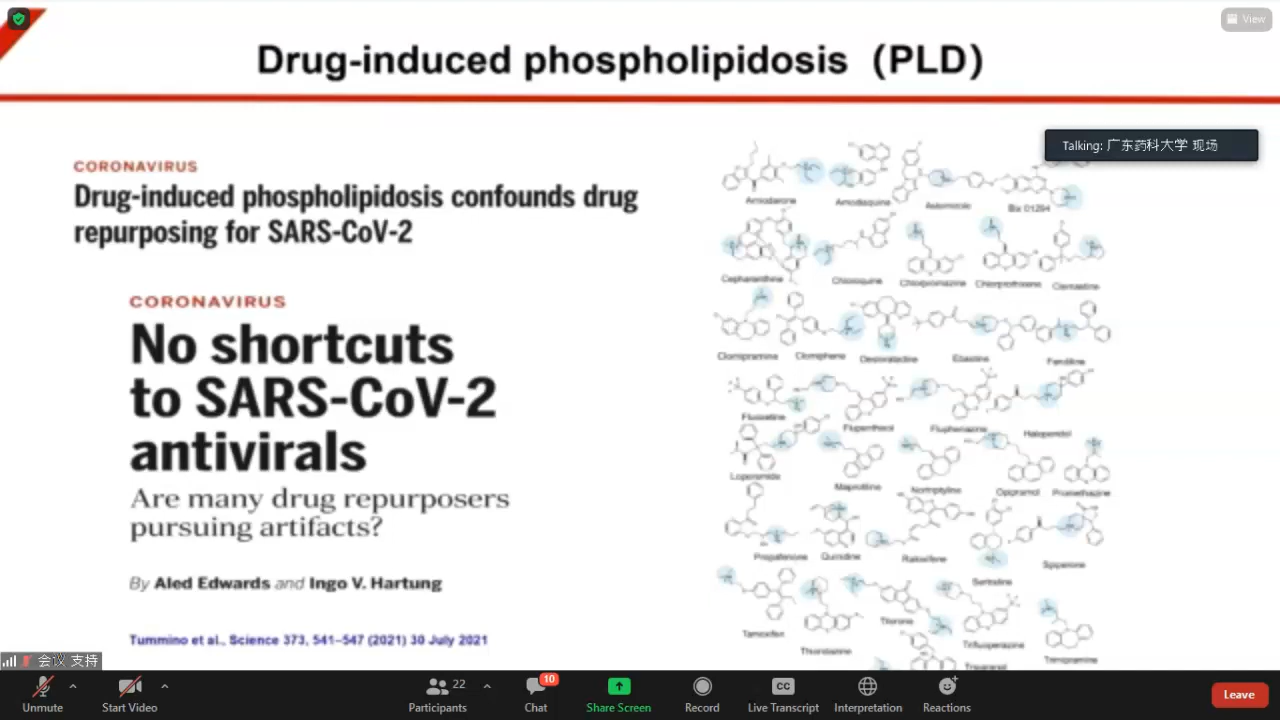 View
Drug-induced phospholipidosis（PLD）
Talking: 广东药科大学 现场
CORONAVIRUS
Drug-induced phospholipidosis confounds drug
repurposing for SARS-CoV-2
CORONAVIRUS
No shortcuts
to SARS-CoV-2
antivirals
Are many drug repurposers
pursuing artifacts?
By Aled Edwards and Ingo V. Hartung
Tummino et al., Science 373, 541–547 (2021) 30 July 2021
Amiodarone Amodiaquine Astemizole Bix 01294
Cepharanthine Chloroquine Chlorpromazine Chlorprothixene Clemastine
Clomipramine Clomiphene Desloratadine Ebastine Fendiline
Fluoxetine Flupenthixol Fluphenazine Haloperidol
Loperamide Maprotiline Nortriptyline Opipramol Promethazine
Propafenone Quinidine Raloxifene Sertraline Spiperone
Tamoxifen Thioridazine Tilorone Trifluoperazine Trimipramine
Triparanol
会议 支持
Unmute
Start Video
Participants 22
Chat 10
Share Screen
Record
CC
Live Transcript
Interpretation
Reactions
Leave